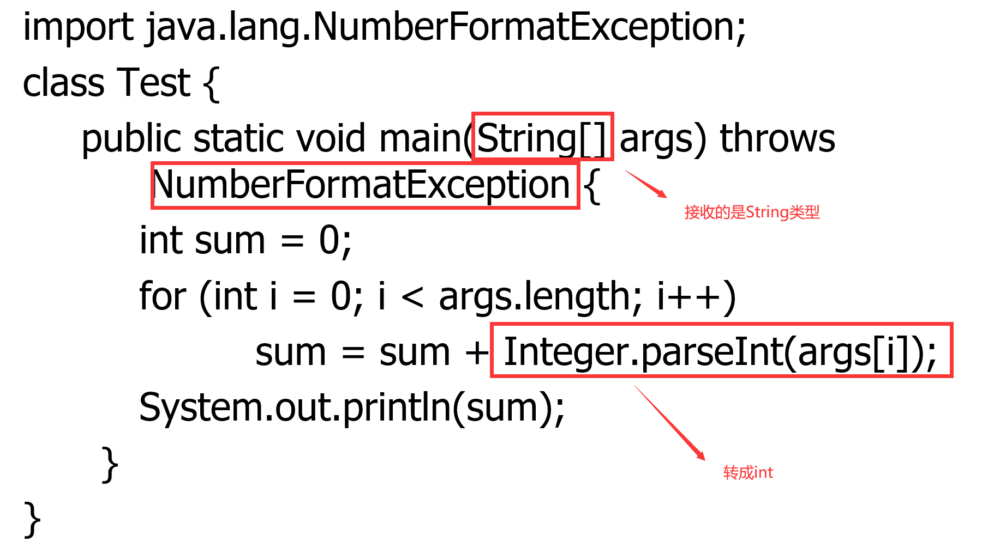 import java.lang.NumberFormatException;
class Test {
public static void main(String[] args) throws
NumberFormatException {
接收的是String类型
int sum = 0;
for (int i = 0; i < args.length; i++)
sum = sum + Integer.parseInt(args[i]);
System.out.println(sum);
}
转成int
}